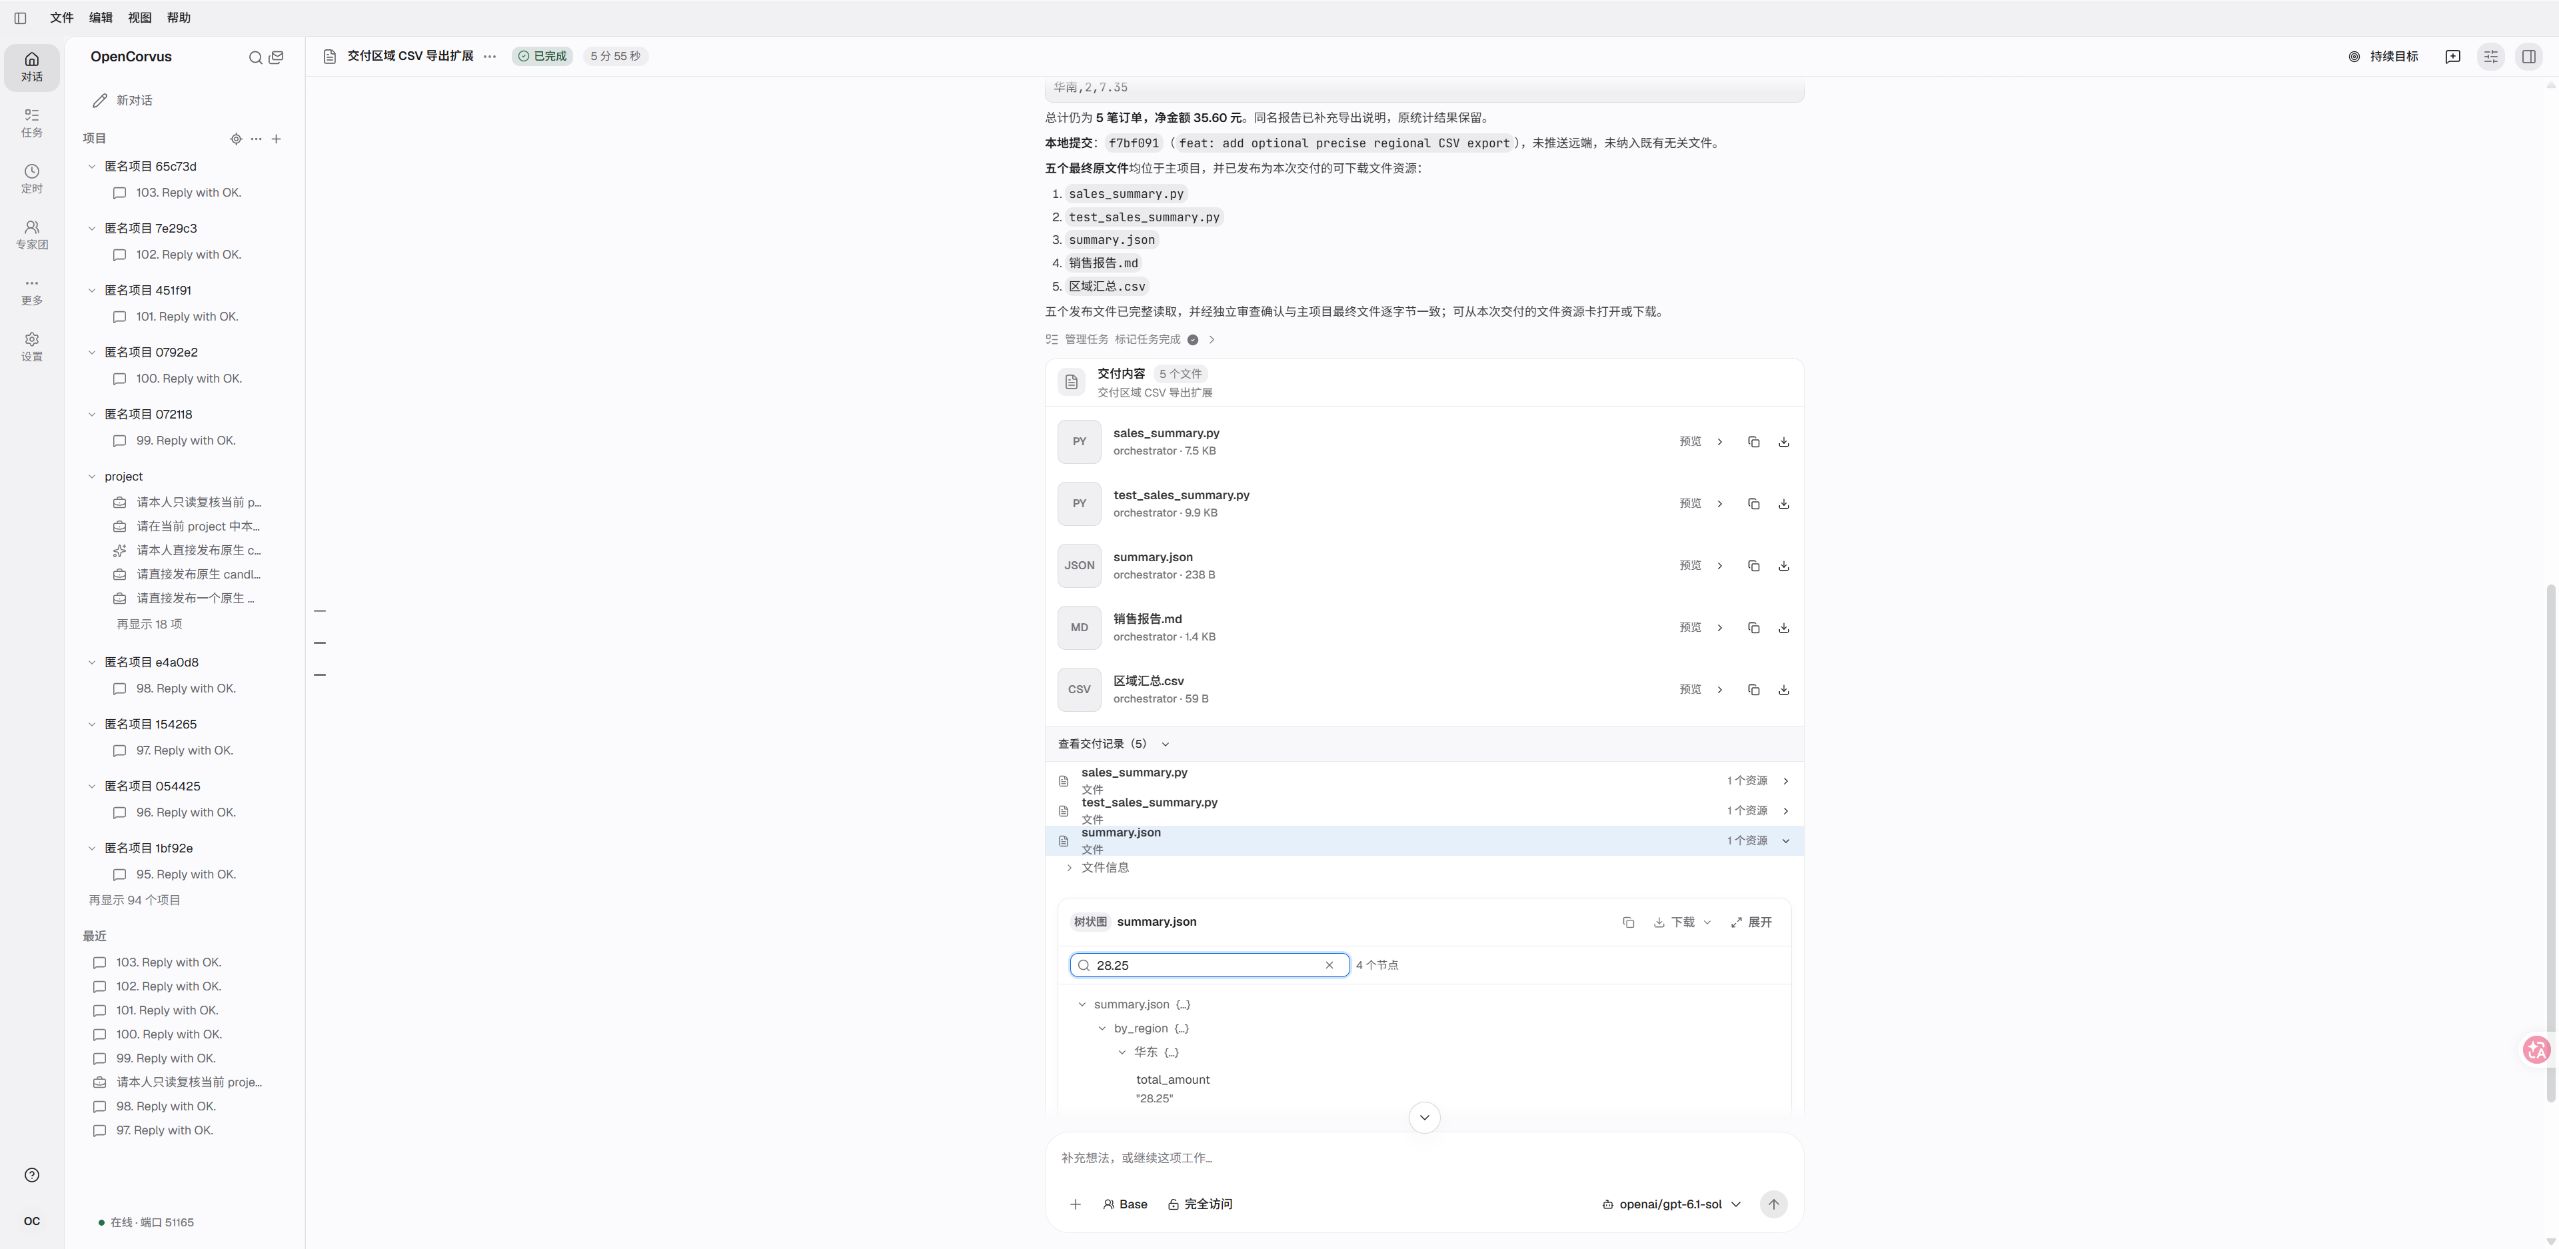 文件 编辑 视图 帮助
对话
任务
定时
专家团
更多
设置
OC
OpenCorvus
新对话
项目
匿名项目 65c73d
103. Reply with OK.
匿名项目 7e29c3
102. Reply with OK.
匿名项目 451f91
101. Reply with OK.
匿名项目 0792e2
100. Reply with OK.
匿名项目 072118
99. Reply with OK.
project
请本人只读复核当前 p...
请在当前 project 中本...
请本人直接发布原生 c...
请直接发布原生 candl...
请直接发布一个原生 ...
再显示 18 项
匿名项目 e4a0d8
98. Reply with OK.
匿名项目 154265
97. Reply with OK.
匿名项目 054425
96. Reply with OK.
匿名项目 1bf92e
95. Reply with OK.
再显示 94 个项目
最近
103. Reply with OK.
102. Reply with OK.
101. Reply with OK.
100. Reply with OK.
99. Reply with OK.
请本人只读复核当前 proje...
98. Reply with OK.
97. Reply with OK.
在线 · 端口 51165
交付区域 CSV 导出扩展 ... 已完成 5 分 55 秒
持续目标
华南,2,7.35
总计仍为 5 笔订单，净金额 35.60 元。同名报告已补充导出说明，原统计结果保留。
本地提交：f7bf091（feat: add optional precise regional CSV export），未推送远端，未纳入既有无关文件。
五个最终原文件均位于主项目，并已发布为本次交付的可下载文件资源：
1. sales_summary.py
2. test_sales_summary.py
3. summary.json
4. 销售报告.md
5. 区域汇总.csv
五个发布文件已完整读取，并经独立审查确认与主项目最终文件逐字节一致；可从本次交付的文件资源卡打开或下载。
管理任务 标记任务完成
交付内容 5 个文件
交付区域 CSV 导出扩展
PY
sales_summary.py
orchestrator · 7.5 KB
预览
PY
test_sales_summary.py
orchestrator · 9.9 KB
预览
JSON
summary.json
orchestrator · 238 B
预览
MD
销售报告.md
orchestrator · 1.4 KB
预览
CSV
区域汇总.csv
orchestrator · 59 B
预览
查看交付记录（5）
sales_summary.py
文件
1 个资源
test_sales_summary.py
文件
1 个资源
summary.json
文件
1 个资源
文件信息
树状图 summary.json
下载 展开
28.25
4 个节点
summary.json {...}
by_region {...}
华东 {...}
total_amount
"28.25"
补充想法，或继续这项工作...
Base 完全访问
openai/gpt-6.1-sol